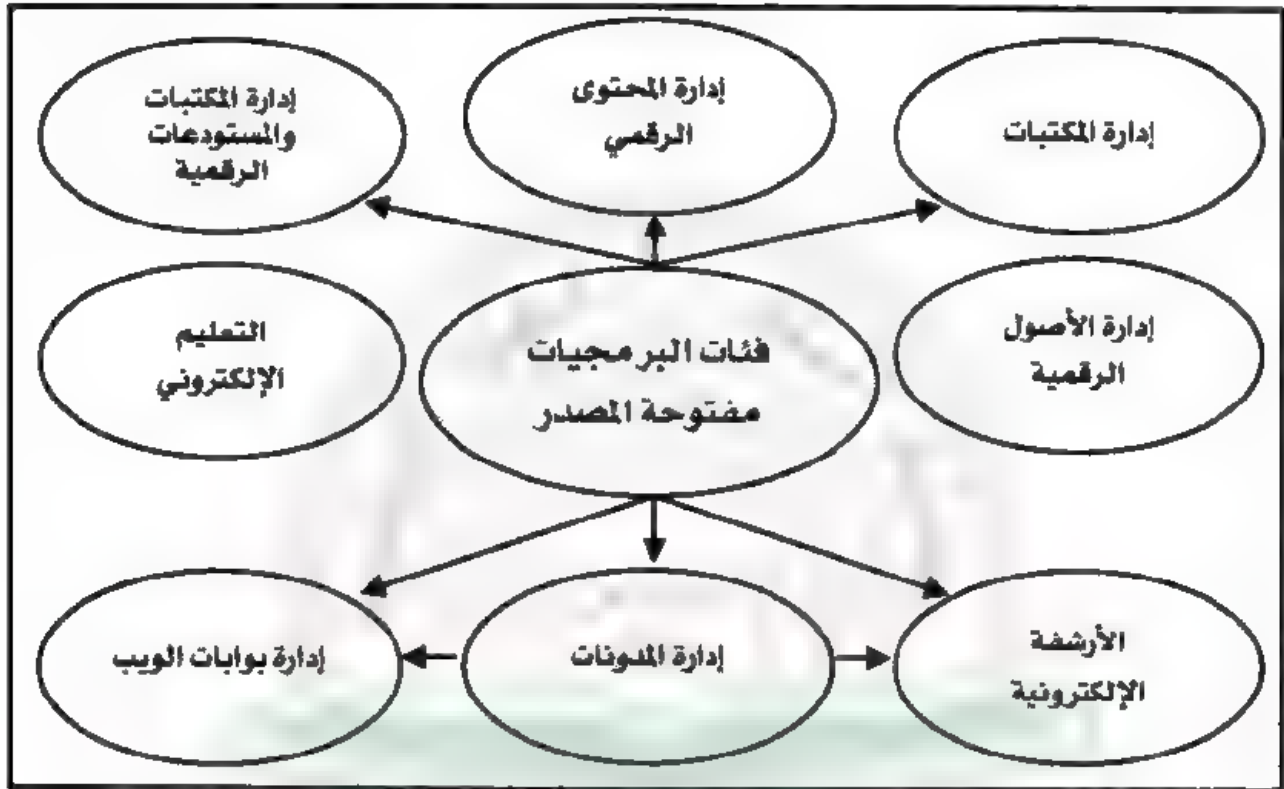 إدارة المكتبات
إدارة المحتوى
الرقمي
إدارة المكتبات
والمستودعات
الرقمية
إدارة الأصول
الرقمية
فئات البرمجيات
مفتوحة المصدر
التعليم
الإلكتروني
الأرشفة
الإلكترونية
إدارة المدونات
إدارة بوابات الويب